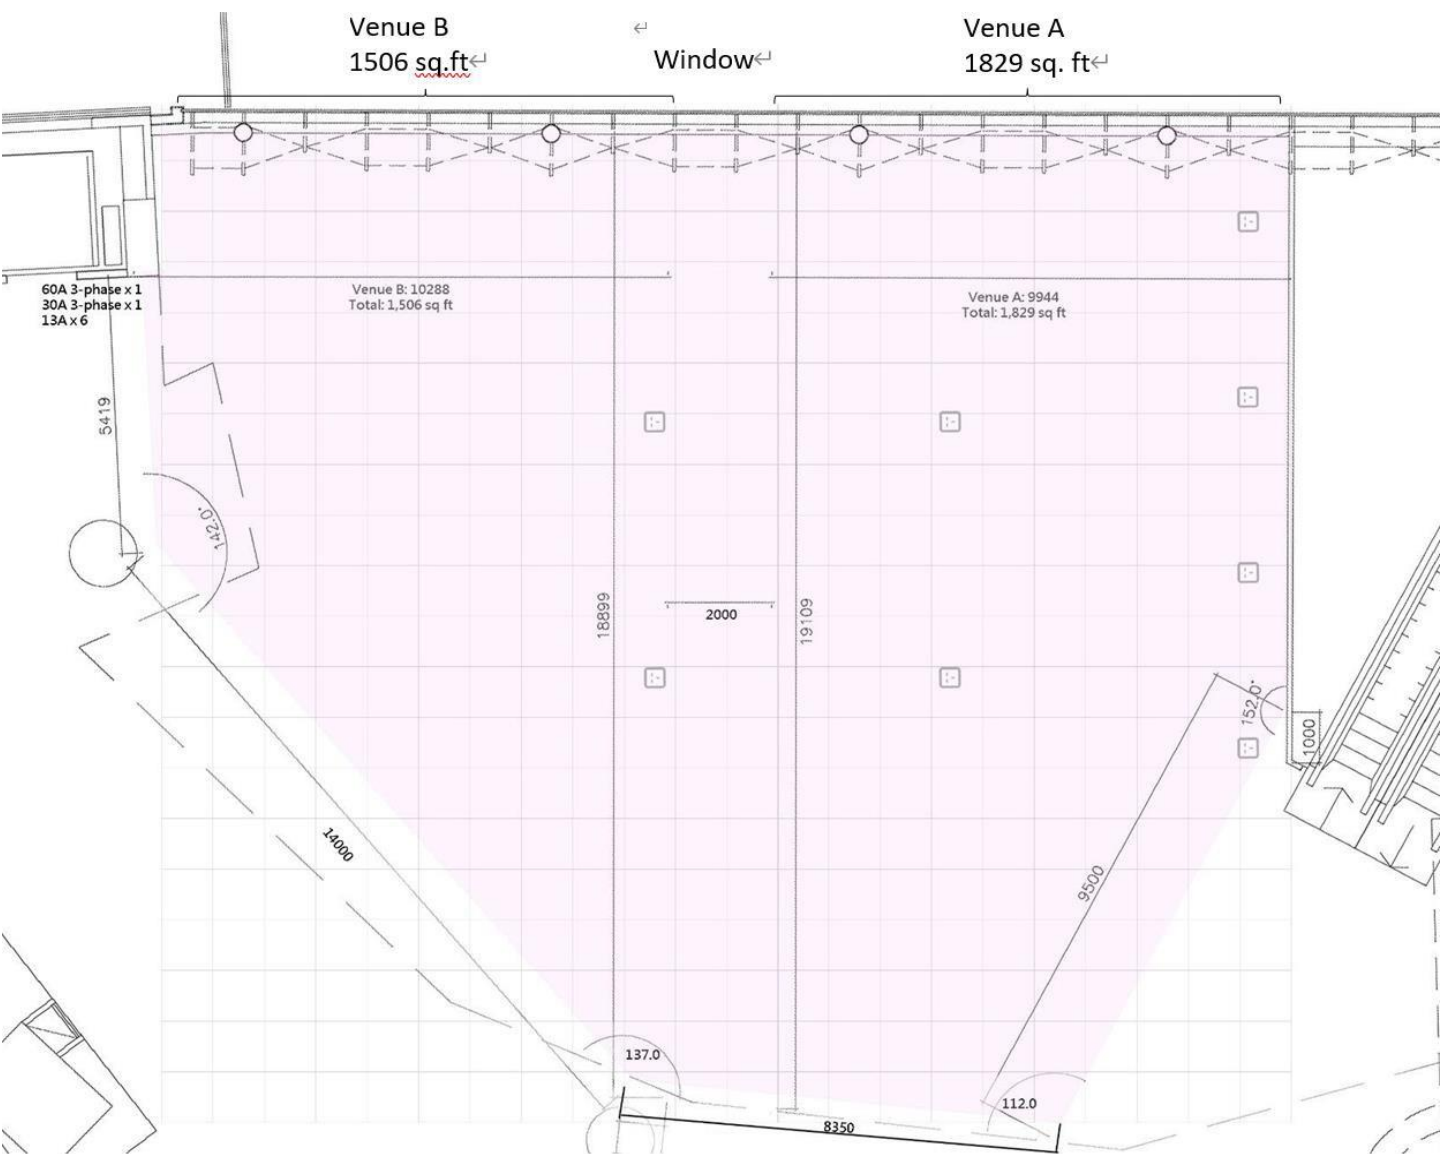 Venue B
1506 sq.ft
Window
Venue A
1829 sq. ft
60A 3-phase x 1
30A 3-phase x 1
13A x 6
Venue B: 10288
Total: 1,506 sq ft
Venue A: 9944
Total: 1,829 sq ft
5419
142.0°
18899
2000
19109
152.0°
1000
14000
9500
137.0
112.0
8350